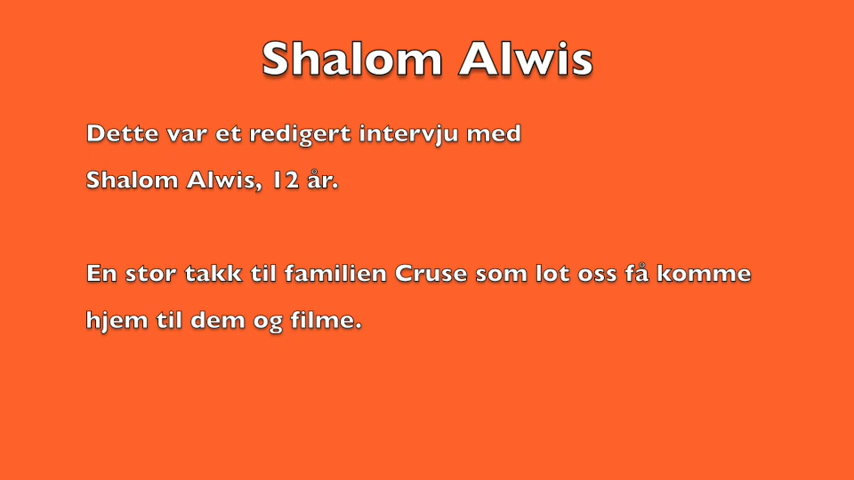 Shalom Alwis
Dette var et redigert intervju med
Shalom Alwis, 12 år.
En stor takk til familien Cruse som lot oss få komme
hjem til dem og filme.